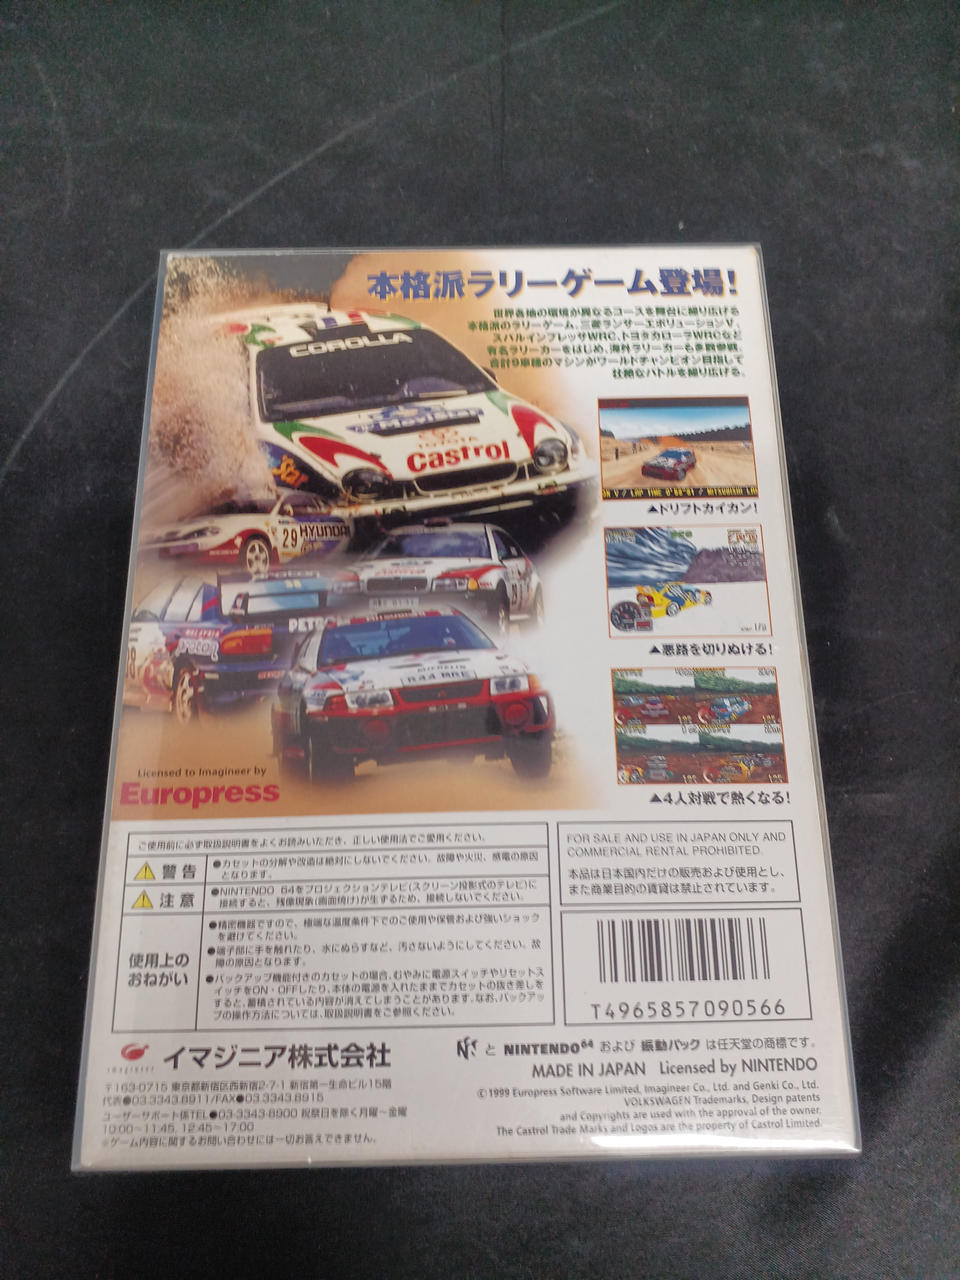 本格派ラリーゲーム登場!
世界各地の環境が異なるコースを舞台に繰り広げる
本格派のラリーゲーム。三菱ランサーエボリューションV、
スバルインプレッサWRC、トヨタカローラWRCなど
有名ラリーカーをはじめ、海外ラリーカーも多数参戦。
合計9車種のマシンがワールドチャンピオン目指して
壮絶なバトルを繰り広げる。
COROLLA
Movistar
TOYOTA
Castrol
29 HYUNDAI
proton
PETRO
MALAYSIA
proton
MICHELIN
R44 MRE
LAP TIME
▲ドリフトカイカン!
▲悪路を切りぬける!
▲4人対戦で熱くなる!
Licensed to Imagineer by
Europress
ご使用前に必ず取扱説明書をよくお読みいただき、正しい使用法でご愛用ください。
警告
●カセットの分解や改造は絶対にしないでください。故障や火災、感電の原因
となります。
注意
●NINTENDO 64をプロジェクションテレビ(スクリーン投影式のテレビ)に
接続すると、残像現象(画面焼け)が生ずるため、接続しないでください。
使用上の
おねがい
●精密機器ですので、極端な温度条件下でのご使用や保管および強いショック
を避けてください。
●端子部に手を触れたり、水にぬらすなど、汚さないようにしてください。故
障の原因となります。
●バックアップ機能付きのカセットの場合、むやみに電源スイッチやリセットス
イッチをON・OFFしたり、本体の電源を入れたままでカセットの抜き差しを
すると、蓄積されている内容が消えてしまうことがあります。なお、バックアッ
プの操作方法については、取扱説明書をご参照ください。
FOR SALE AND USE IN JAPAN ONLY AND
COMMERCIAL RENTAL PROHIBITED.
本品は日本国内だけの販売および使用とし、
また商業目的の賃貸は禁止されています。
T4965857090566
imagineer
イマジニア株式会社
〒163-0715 東京都新宿区西新宿2-7-1 新宿第一生命ビル15階
代表●03.3343.8911/FAX●03.3343.8915
ユーザーサポート係TEL●03-3343-8900 祝祭日を除く月曜〜金曜
10:00〜11:45, 12:45〜17:00
※ゲーム内容に関するお問い合わせには一切お答えできません。
と NINTENDO64 および 振動パック は任天堂の商標です。
MADE IN JAPAN Licensed by NINTENDO
©1999 Europress Software Limited, Imagineer Co., Ltd. and Genki Co., Ltd.
VOLKSWAGEN Trademarks, Design patents
and Copyrights are used with the approval of the owner.
The Castrol Trade Marks and Logos are the property of Castrol Limited.